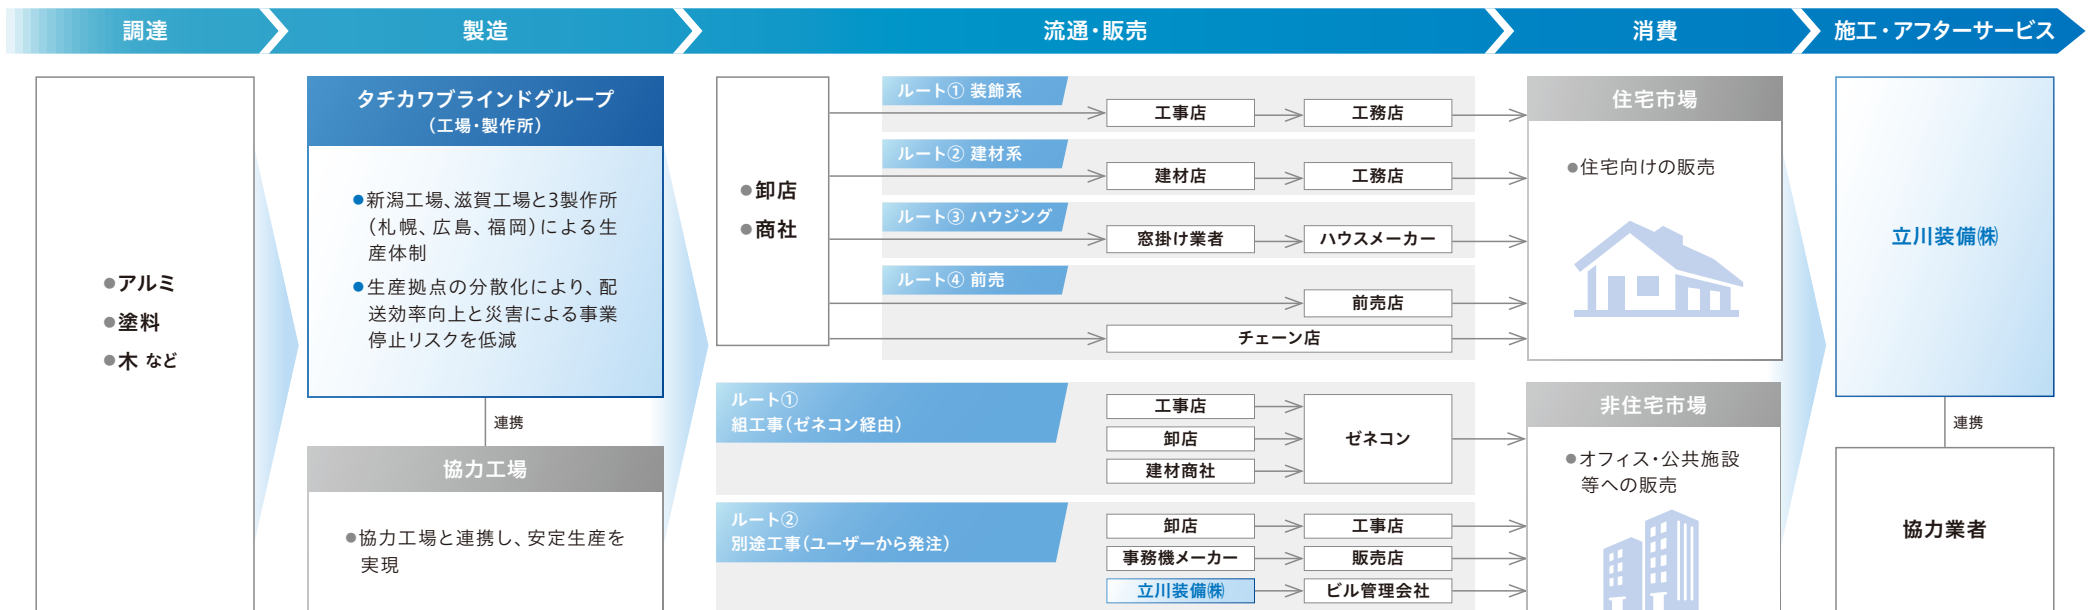 調達
製造
流通・販売
消費
施工・アフターサービス
●アルミ
●塗料
●木 など
タチカワブラインドグループ
(工場・製作所)
●新潟工場、滋賀工場と3製作所
(札幌、広島、福岡)による生
産体制
●生産拠点の分散化により、配
送効率向上と災害による事業
停止リスクを低減
連携
協力工場
●協力工場と連携し、安定生産を
実現
●卸店
●商社
ルート① 装飾系
工事店
工務店
ルート② 建材系
建材店
工務店
ルート③ ハウジング
窓掛け業者
ハウスメーカー
ルート④ 前売
前売店
チェーン店
ルート①
組工事(ゼネコン経由)
工事店
卸店
建材商社
ゼネコン
ルート②
別途工事(ユーザーから発注)
卸店
工事店
事務機メーカー
販売店
立川装備㈱
ビル管理会社
住宅市場
●住宅向けの販売
非住宅市場
●オフィス・公共施設
等への販売
立川装備㈱
連携
協力業者